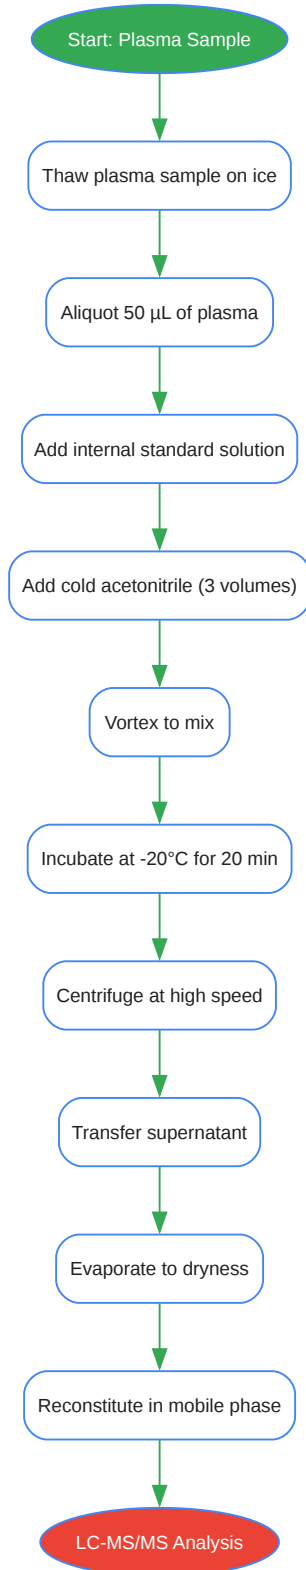 Start: Plasma Sample
Thaw plasma sample on ice
Aliquot 50 µL of plasma
Add internal standard solution
Add cold acetonitrile (3 volumes)
Vortex to mix
Incubate at -20°C for 20 min
Centrifuge at high speed
Transfer supernatant
Evaporate to dryness
Reconstitute in mobile phase
LC-MS/MS Analysis